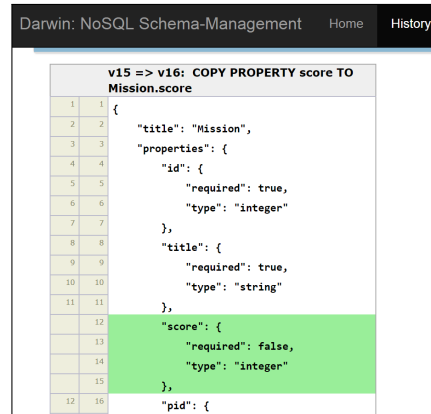 Darwin: NoSQL Schema-Management Home History
v15 => v16: COPY PROPERTY score TO
Mission.score
1 1 {
2 2 "title": "Mission",
3 3 "properties": {
4 4 "id": {
5 5 "required": true,
6 6 "type": "integer"
7 7 },
8 8 "title": {
9 9 "required": true,
10 10 "type": "string"
11 11 },
12 "score": {
13 "required": false,
14 "type": "integer"
15 },
12 16 "pid": {